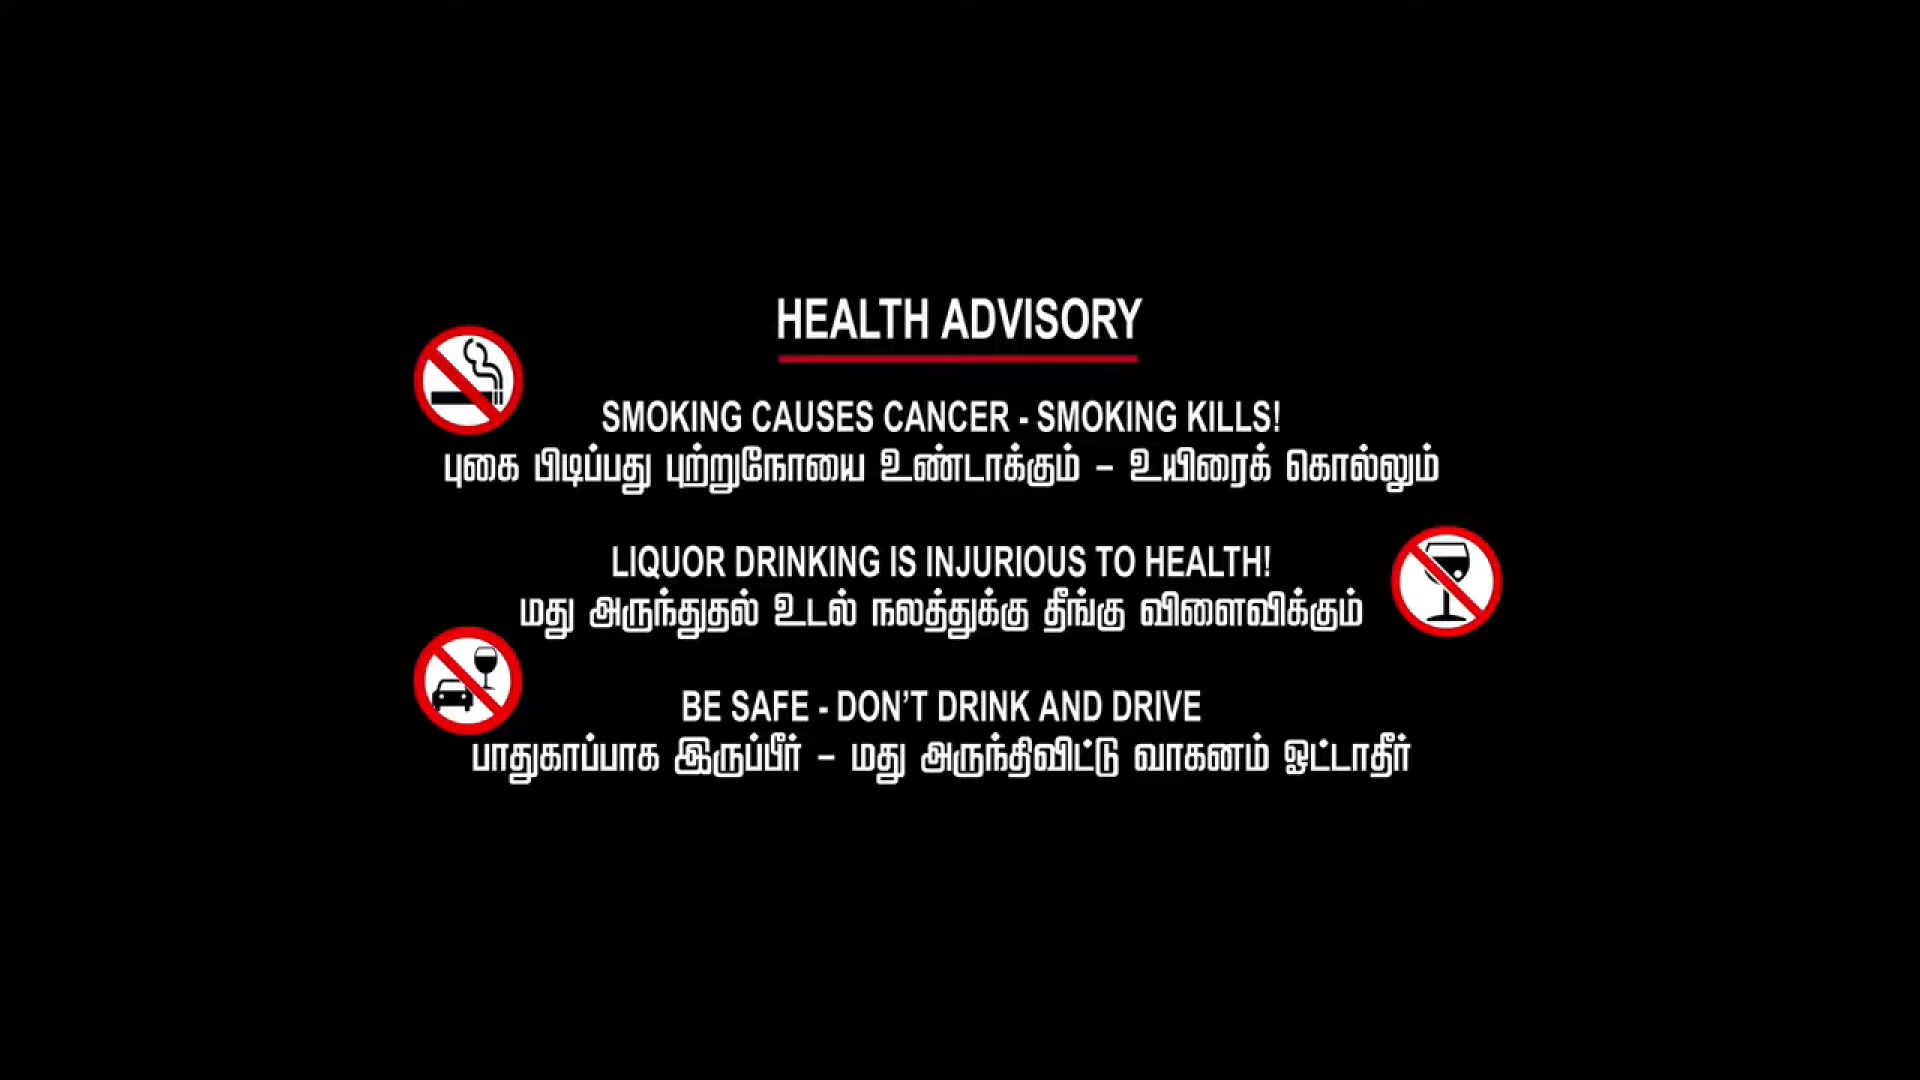 HEALTH ADVISORY
SMOKING CAUSES CANCER - SMOKING KILLS!
புகை பிடிப்பது புற்றுநோயை உண்டாக்கும் – உயிரைக் கொல்லும்
LIQUOR DRINKING IS INJURIOUS TO HEALTH!
மது அருந்துதல் உடல் நலத்துக்கு தீங்கு விளைவிக்கும்
BE SAFE - DON’T DRINK AND DRIVE
பாதுகாப்பாக இருப்பீர் – மது அருந்திவிட்டு வாகனம் ஓட்டாதீர்